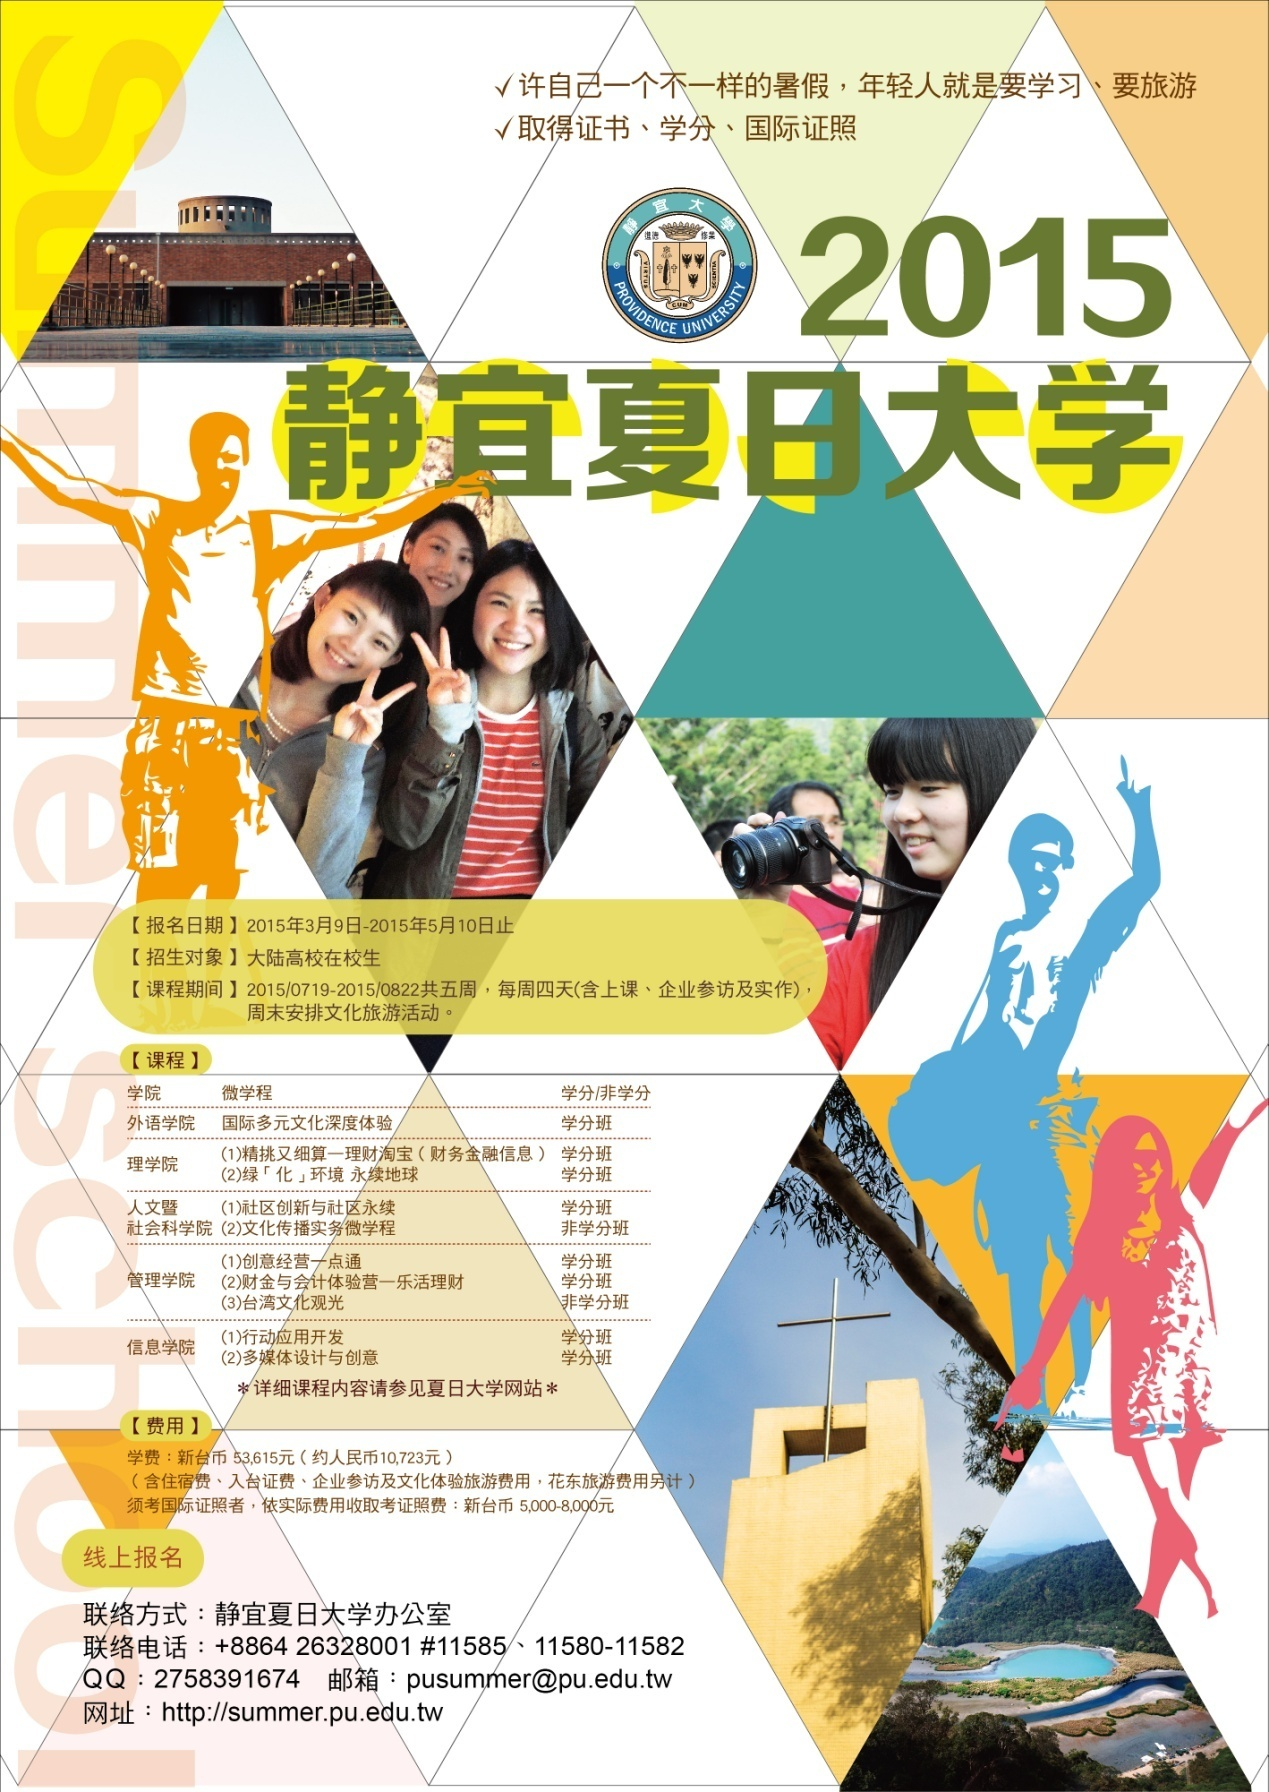 Summer school
✓许自己一个不一样的暑假，年轻人就是要学习、要旅游
✓取得证书、学分、国际证照
靜宜大學
進德 修業
VIRTUS CUM SCIENTIA
PROVIDENCE UNIVERSITY
2015
静宜夏日大学
【报名日期】2015年3月9日-2015年5月10日止
【招生对象】大陆高校在校生
【课程期间】2015/0719-2015/0822共五周，每周四天(含上课、企业参访及实作)，
周末安排文化旅游活动。
【课程】
学院 微学程 学分/非学分
外语学院 国际多元文化深度体验 学分班
理学院 (1)精挑又细算一理财淘宝（财务金融信息） 学分班
(2)绿「化」环境 永续地球 学分班
人文暨 (1)社区创新与社区永续 学分班
社会科学院 (2)文化传播实务微学程 非学分班
管理学院 (1)创意经营一点通 学分班
(2)财金与会计体验营一乐活理财 学分班
(3)台湾文化观光 非学分班
信息学院 (1)行动应用开发 学分班
(2)多媒体设计与创意 学分班
＊详细课程内容请参见夏日大学网站＊
【费用】
学费：新台币 53,615元（约人民币10,723元）
（含住宿费、入台证费、企业参访及文化体验旅游费用，花东旅游费用另计）
须考国际证照者，依实际费用收取考证照费：新台币 5,000-8,000元
线上报名
联络方式：静宜夏日大学办公室
联络电话：+8864 26328001 #11585、11580-11582
QQ：2758391674 邮箱：pusummer@pu.edu.tw
网址：http://summer.pu.edu.tw